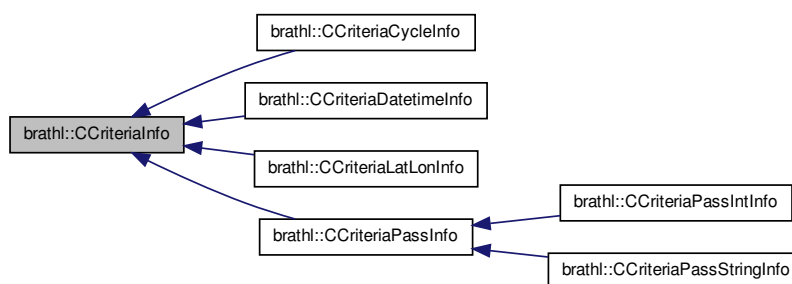 brathl::CCriteriaCycleInfo
brathl::CCriteriaDatetimeInfo
brathl::CCriteriaInfo
brathl::CCriteriaLatLonInfo
brathl::CCriteriaPassIntInfo
brathl::CCriteriaPassInfo
brathl::CCriteriaPassStringInfo